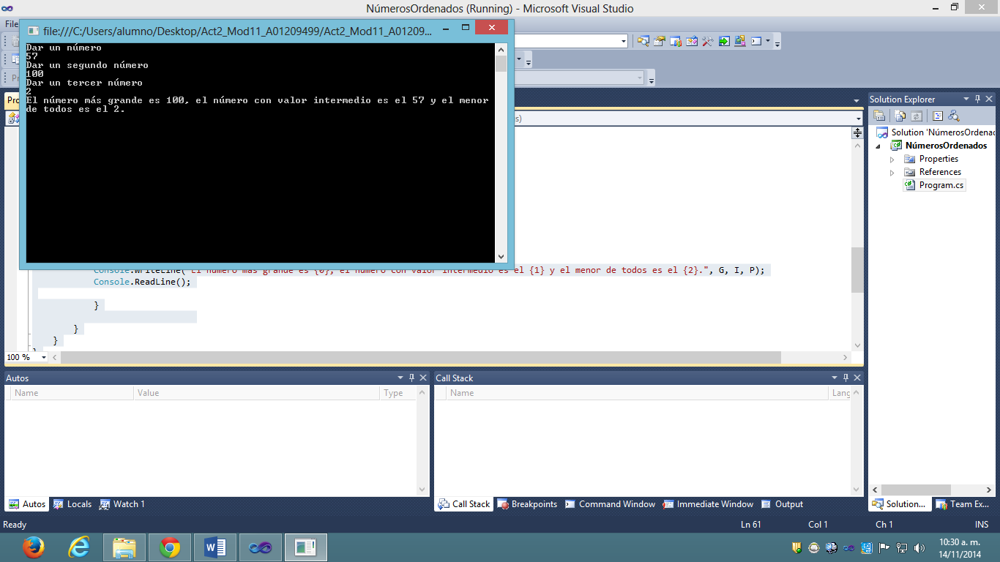 NúmerosOrdenados (Running) - Microsoft Visual Studio
File
file:///C:/Users/alumno/Desktop/Act2_Mod11_A01209499/Act2_Mod11_A01209...
Dar un número
57
Dar un segundo número
100
Dar un tercer número
2
El número más grande es 100, el número con valor intermedio es el 57 y el menor
de todos es el 2.
Console.WriteLine("El número más grande es {0}, el número con valor intermedio es el {1} y el menor de todos es el {2}.", G, I, P);
Console.ReadLine();
}
}
}
100 %
Solution Explorer
Solution 'NúmerosOrdenad
NúmerosOrdenados
Properties
References
Program.cs
Autos
Name Value Type
Call Stack
Name Lang
Autos Locals Watch 1
Call Stack Breakpoints Command Window Immediate Window Output
Solution... Team Ex...
Ready Ln 61 Col 1 Ch 1 INS
10:30 a. m.
14/11/2014